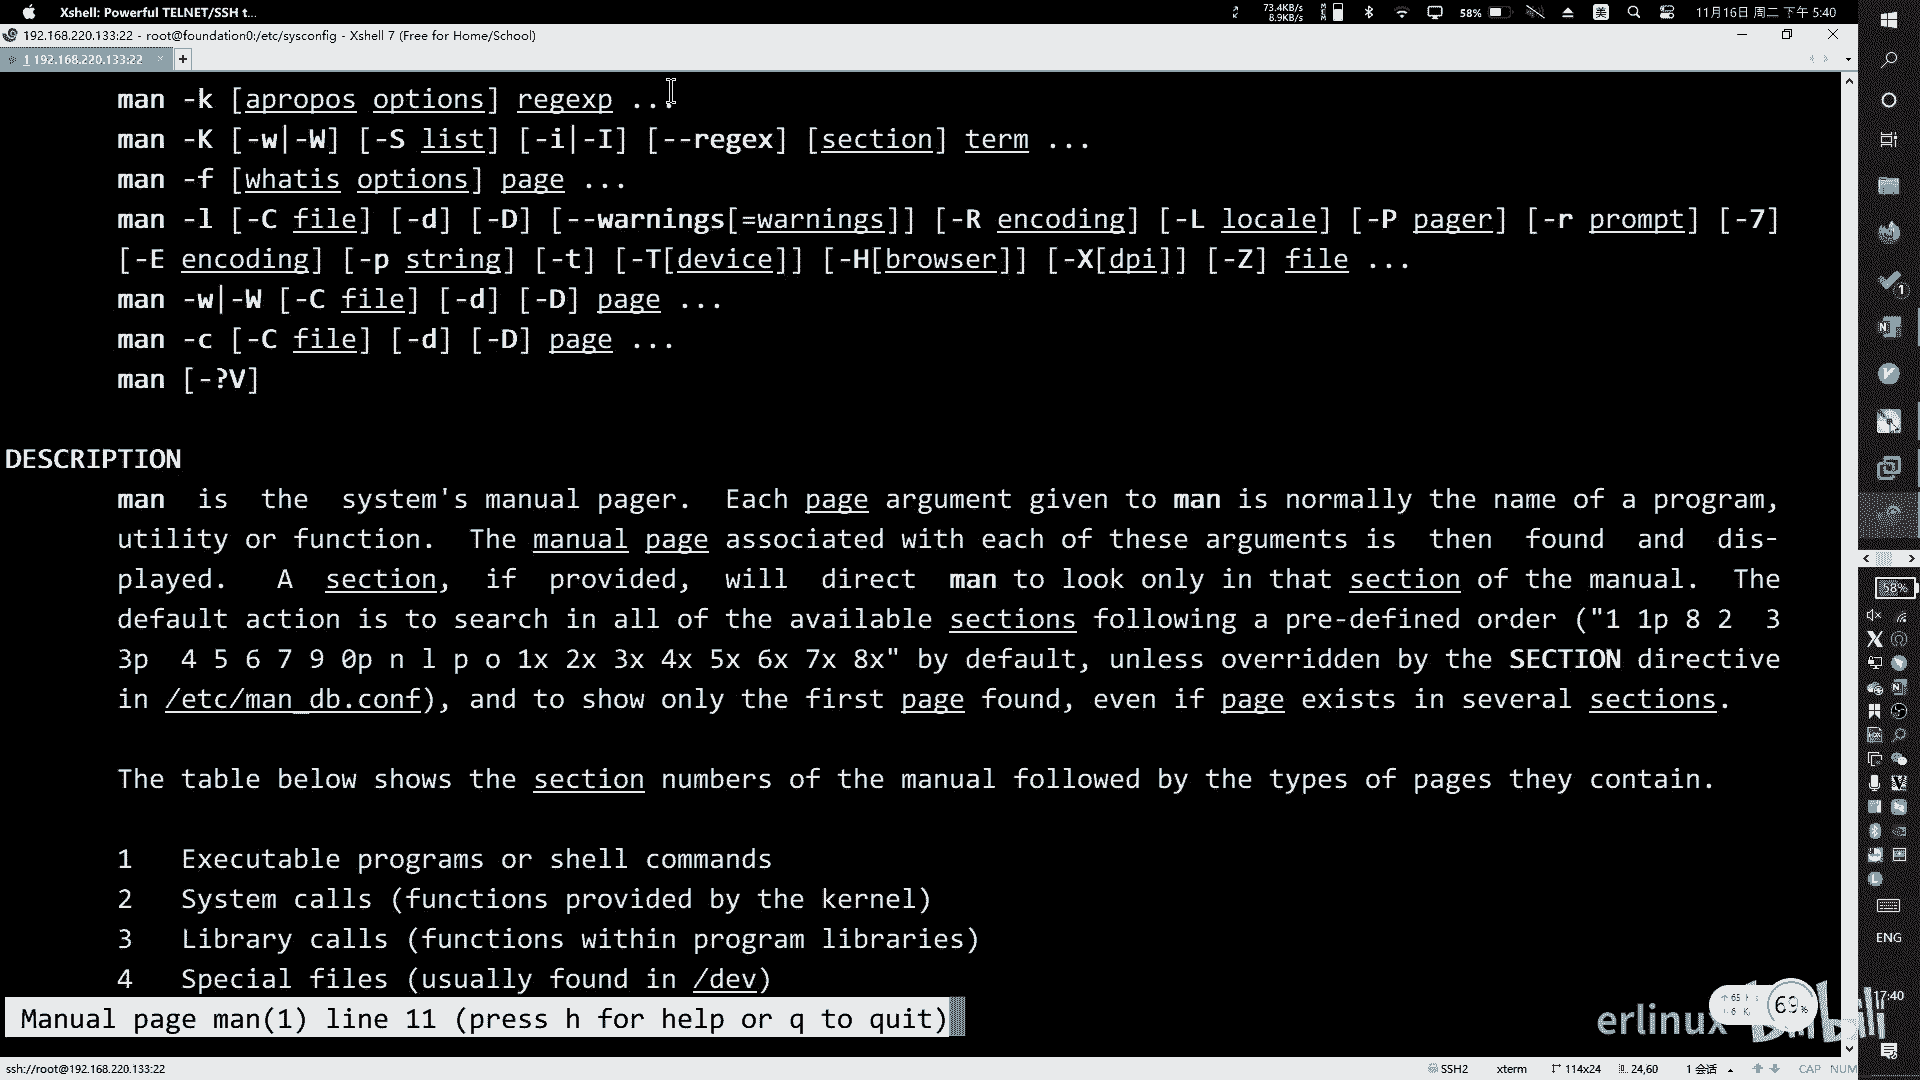 Xshell: Powerful TELNET/SSH t...
73.4KB/s
8.9KB/s
58%
美
11月16日 周二 下午 5:40
192.168.220.133:22 - root@foundation0:/etc/sysconfig - Xshell 7 (Free for Home/School)
1 192.168.220.133:22 × +
man -k [apropos options] regexp ...
man -K [-w|-W] [-S list] [-i|-I] [--regex] [section] term ...
man -f [whatis options] page ...
man -l [-C file] [-d] [-D] [--warnings[=warnings]] [-R encoding] [-L locale] [-P pager] [-r prompt] [-7]
[-E encoding] [-p string] [-t] [-T[device]] [-H[browser]] [-X[dpi]] [-Z] file ...
man -w|-W [-C file] [-d] [-D] page ...
man -c [-C file] [-d] [-D] page ...
man [-?V]
DESCRIPTION
man is the system's manual pager. Each page argument given to man is normally the name of a program,
utility or function. The manual page associated with each of these arguments is then found and dis-
played. A section, if provided, will direct man to look only in that section of the manual. The
default action is to search in all of the available sections following a pre-defined order ("1 1p 8 2 3
3p 4 5 6 7 9 0p n l p o 1x 2x 3x 4x 5x 6x 7x 8x" by default, unless overridden by the SECTION directive
in /etc/man_db.conf), and to show only the first page found, even if page exists in several sections.
The table below shows the section numbers of the manual followed by the types of pages they contain.
1 Executable programs or shell commands
2 System calls (functions provided by the kernel)
3 Library calls (functions within program libraries)
4 Special files (usually found in /dev)
Manual page man(1) line 11 (press h for help or q to quit)
58%
ENG
17:40
69%
erlinux bilibili
ssh://root@192.168.220.133:22
SSH2
xterm
114x24
24,60
1 会话
CAP NUM